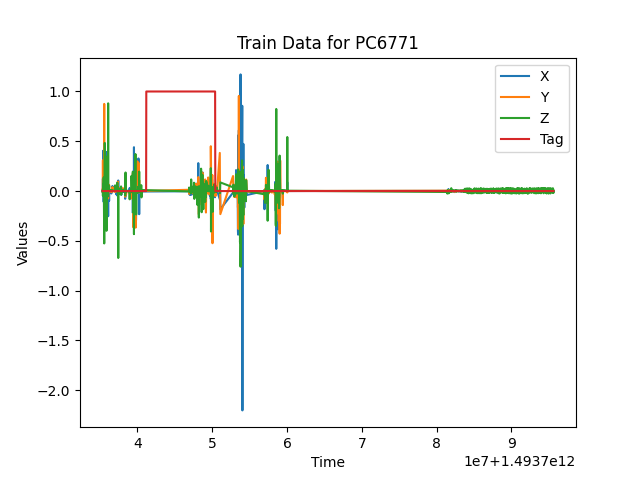 Train Data for PC6771
X
Y
Z
Tag
1.0
0.5
0.0
−0.5
−1.0
−1.5
−2.0
Values
4 5 6 7 8 9
1e7+1.4937e12
Time